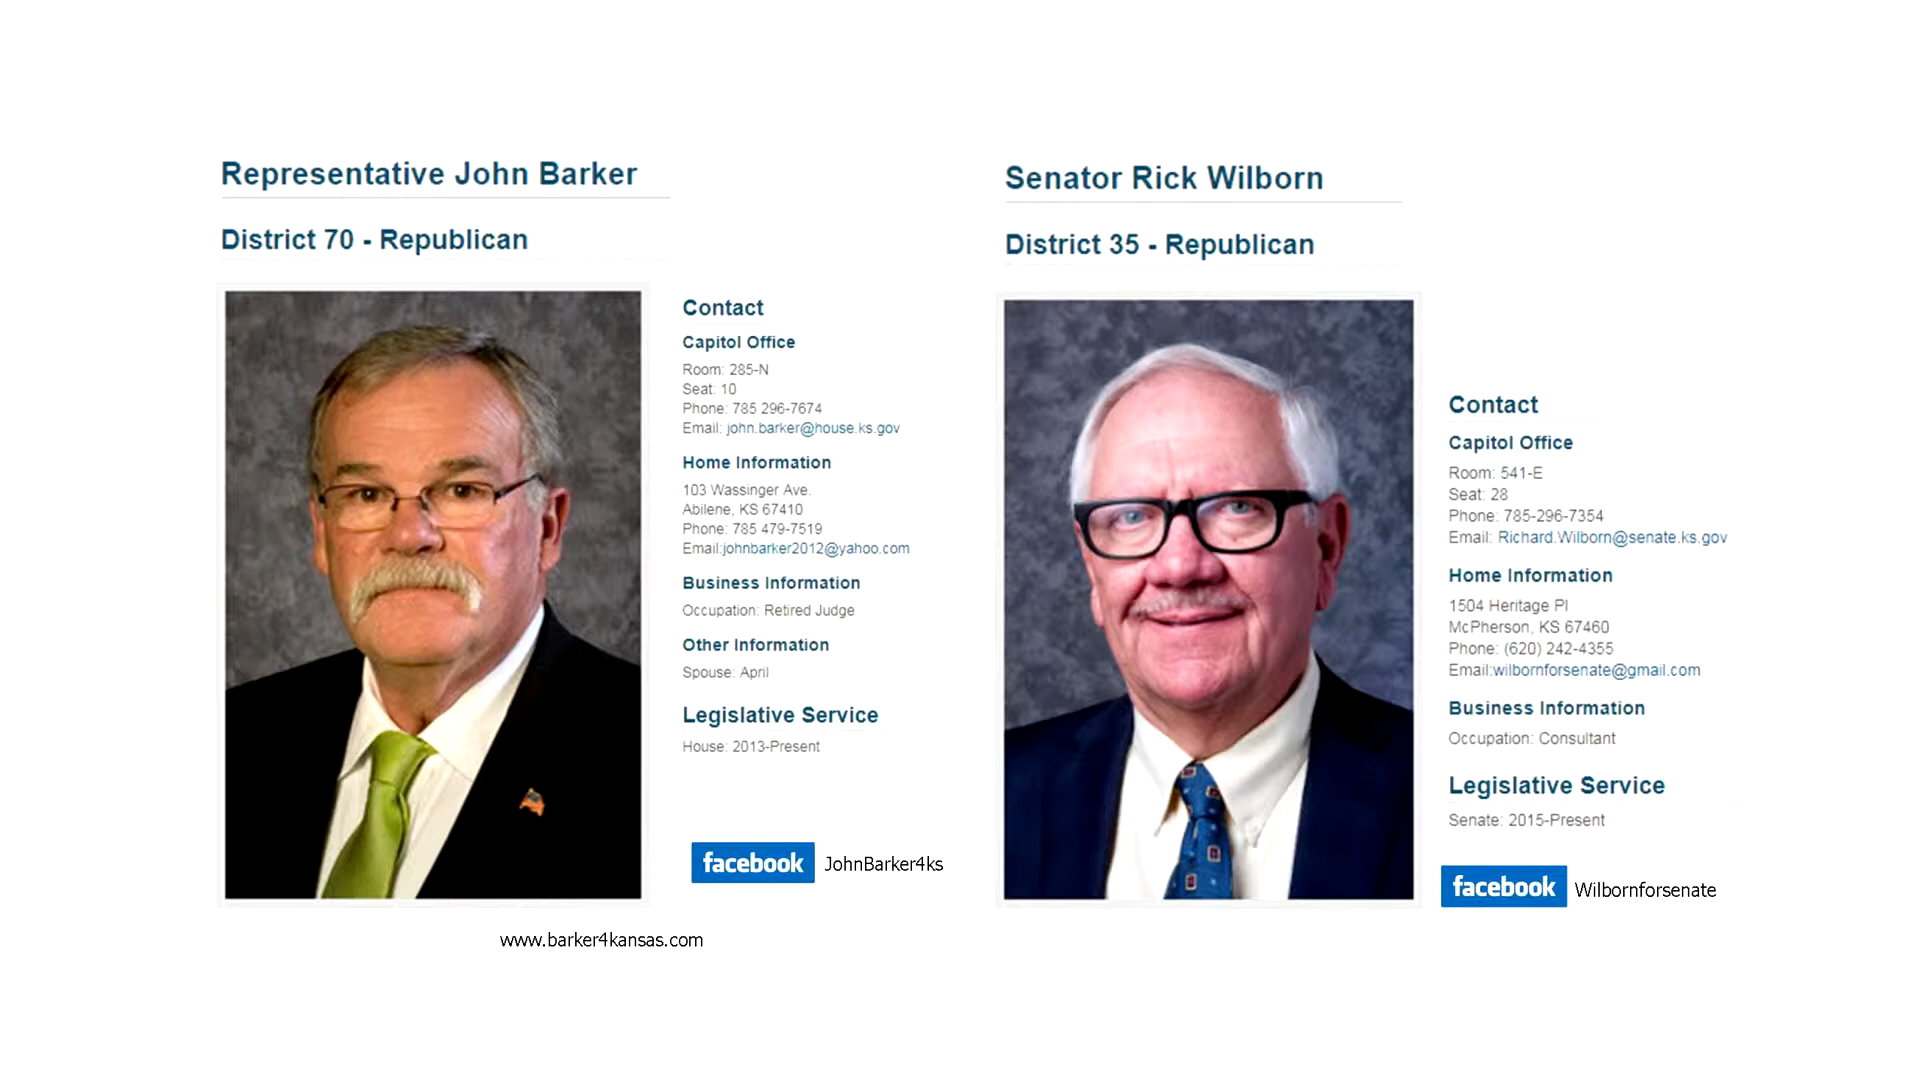 Representative John Barker
District 70 - Republican
Contact
Capitol Office
Room: 285-N
Seat: 10
Phone: 785 296-7674
Email: john.barker@house.ks.gov
Home Information
103 Wassinger Ave.
Abilene, KS 67410
Phone: 785 479-7519
Email:johnbarker2012@yahoo.com
Business Information
Occupation: Retired Judge
Other Information
Spouse: April
Legislative Service
House: 2013-Present
facebook JohnBarker4ks
www.barker4kansas.com
Senator Rick Wilborn
District 35 - Republican
Contact
Capitol Office
Room: 541-E
Seat: 28
Phone: 785-296-7354
Email: Richard.Wilborn@senate.ks.gov
Home Information
1504 Heritage Pl
McPherson, KS 67460
Phone: (620) 242-4355
Email:wilbornforsenate@gmail.com
Business Information
Occupation: Consultant
Legislative Service
Senate: 2015-Present
facebook Wilbornforsenate